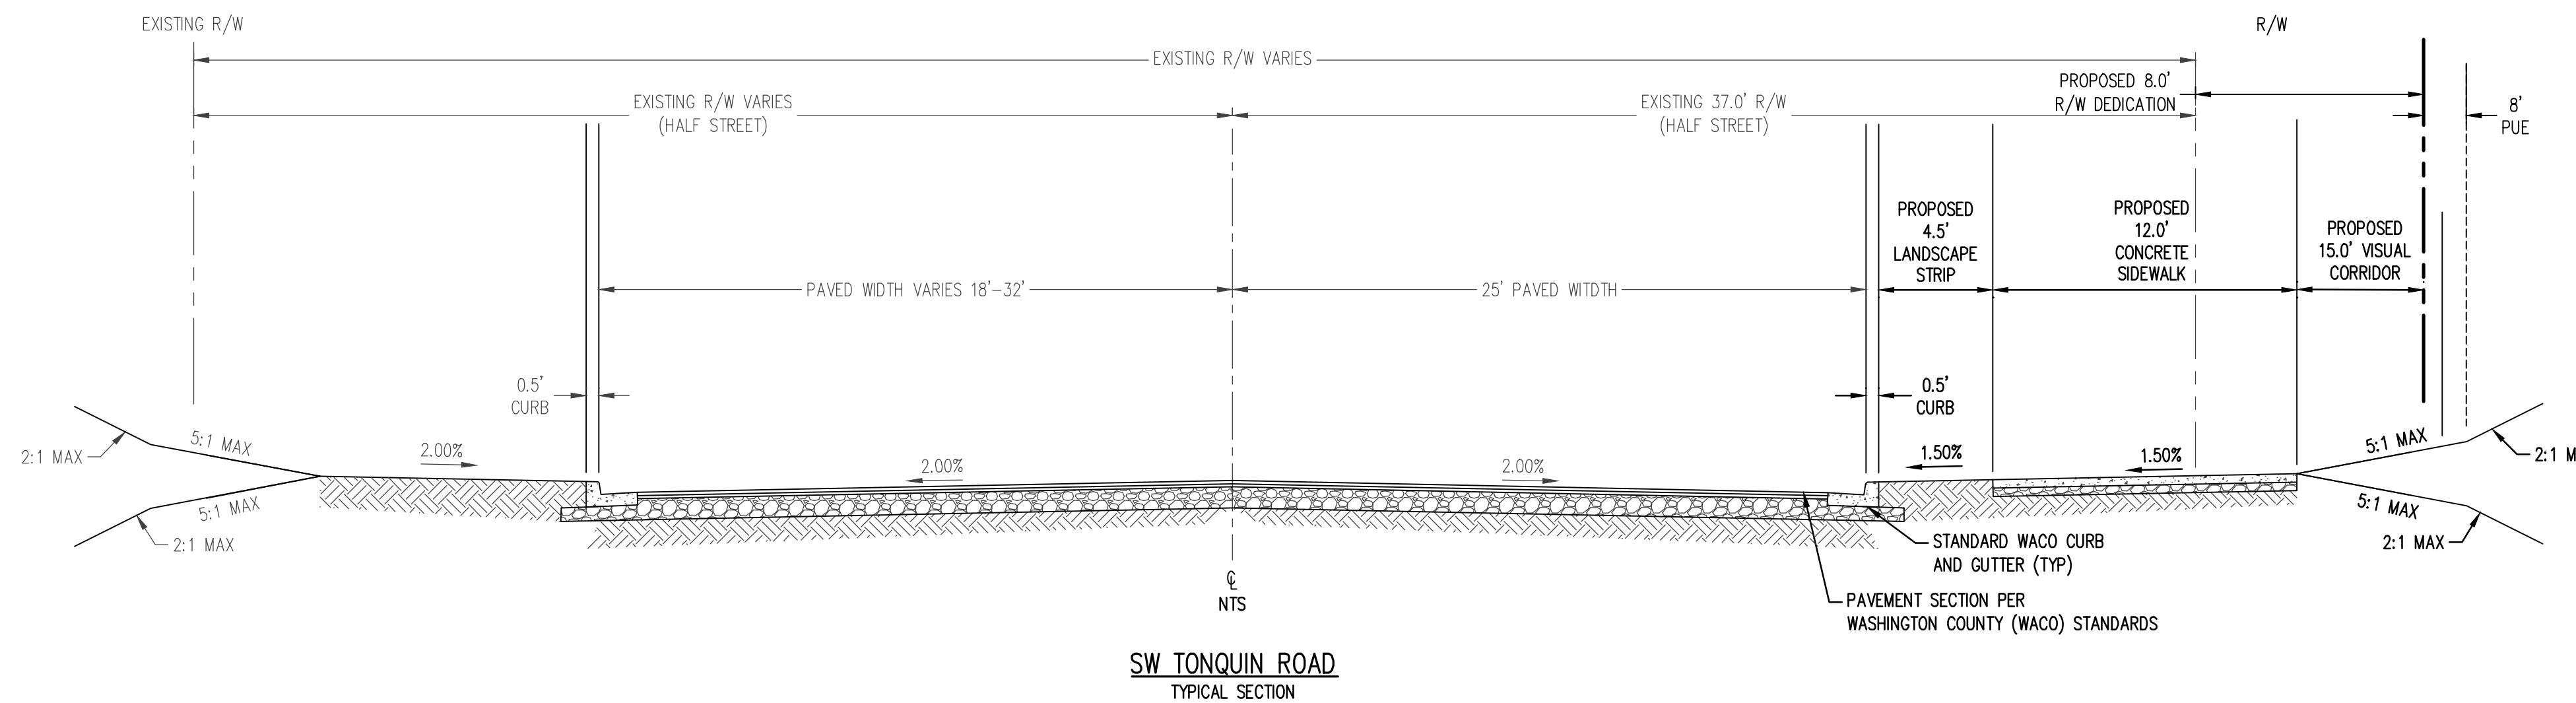 EXISTING R/W
R/W
EXISTING R/W VARIES
EXISTING R/W VARIES
(HALF STREET)
EXISTING 37.0' R/W
(HALF STREET)
PROPOSED 8.0'
R/W DEDICATION
8'
PUE
PROPOSED
4.5'
LANDSCAPE
STRIP
PROPOSED
12.0'
CONCRETE
SIDEWALK
PROPOSED
15.0' VISUAL
CORRIDOR
PAVED WIDTH VARIES 18'-32'
25' PAVED WITDTH
0.5'
CURB
0.5'
CURB
2:1 MAX
5:1 MAX
2.00%
2.00%
2.00%
1.50%
1.50%
5:1 MAX
2:1 M
5:1 MAX
2:1 MAX
5:1 MAX
2:1 MAX
STANDARD WACO CURB
AND GUTTER (TYP)
PAVEMENT SECTION PER
WASHINGTON COUNTY (WACO) STANDARDS
CL
NTS
SW TONQUIN ROAD
TYPICAL SECTION